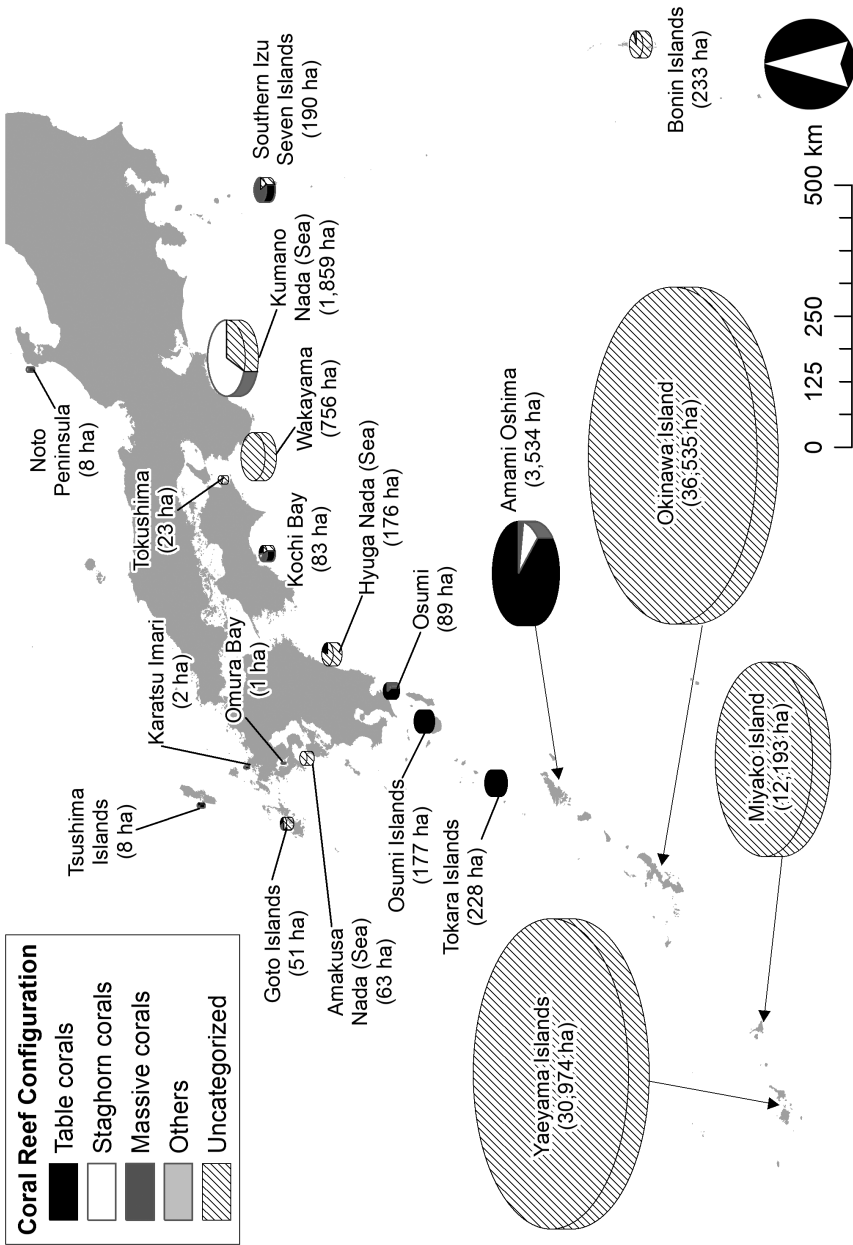 Coral Reef Configuration
Table corals
Staghorn corals
Massive corals
Others
Uncategorized
Tsushima
Islands
(8 ha)
Karatsu Imari
(2 ha)
Omura Bay
(1 ha)
Goto Islands
(51 ha)
Amakusa
Nada (Sea)
(63 ha)
Noto
Peninsula
(8 ha)
Tokushima
(23 ha)
Kochi Bay
(83 ha)
Wakayama
(756 ha)
Kumano
Nada (Sea)
(1,859 ha)
Southern Izu
Seven Islands
(190 ha)
Hyuga Nada (Sea)
(176 ha)
Osumi
(89 ha)
Osumi Islands
(177 ha)
Tokara Islands
(228 ha)
Amami Oshima
(3,534 ha)
Bonin Islands
(233 ha)
Yaeyama Islands
(30,974 ha)
Okinawa Island
(36,535 ha)
Miyako Island
(12,193 ha)
0 125 250 500 km